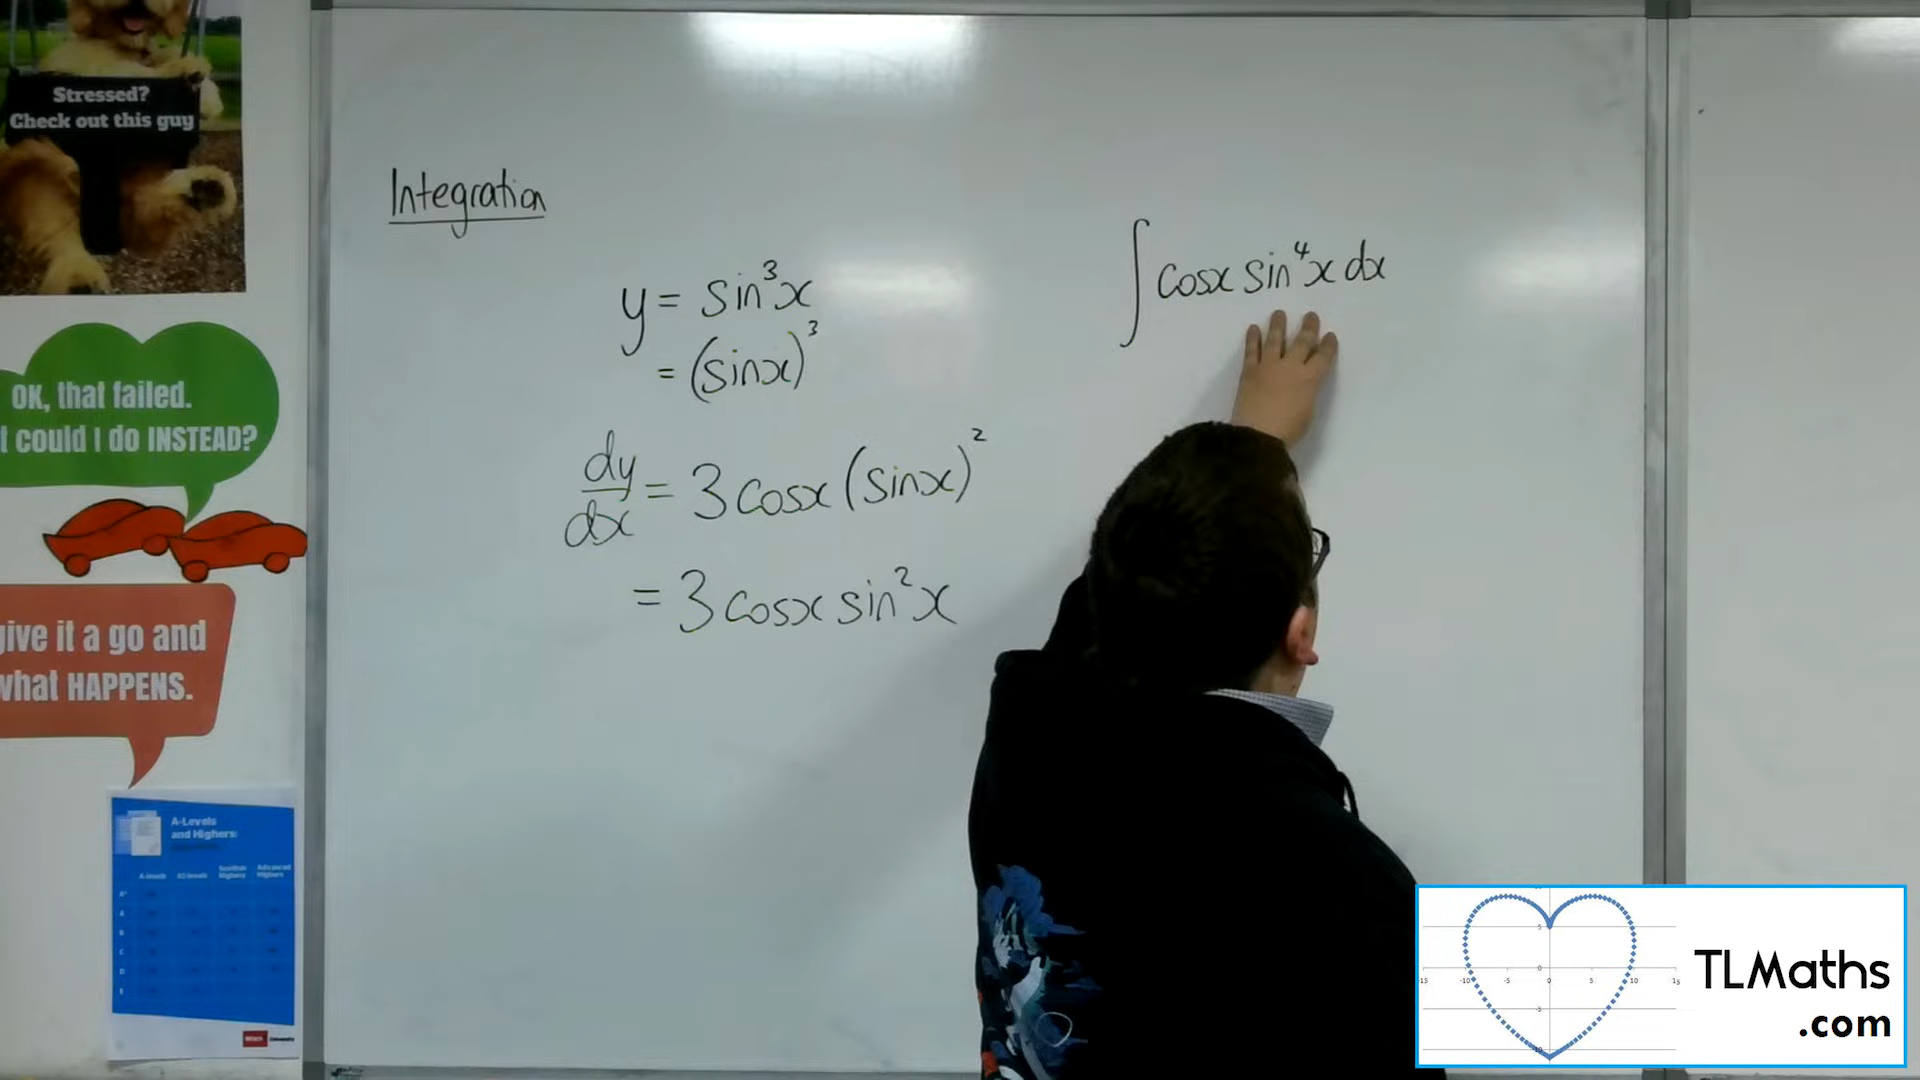 Stressed?
Check out this guy
OK, that failed.
t could I do INSTEAD?
give it a go and
what HAPPENS.
A-Levels
and Highers:
Integration
y = sin³x
= (sinx)³
dy/dx = 3cosx(sinx)²
= 3cosx sin²x
∫cosx sin⁴x dx
TLMaths
.com